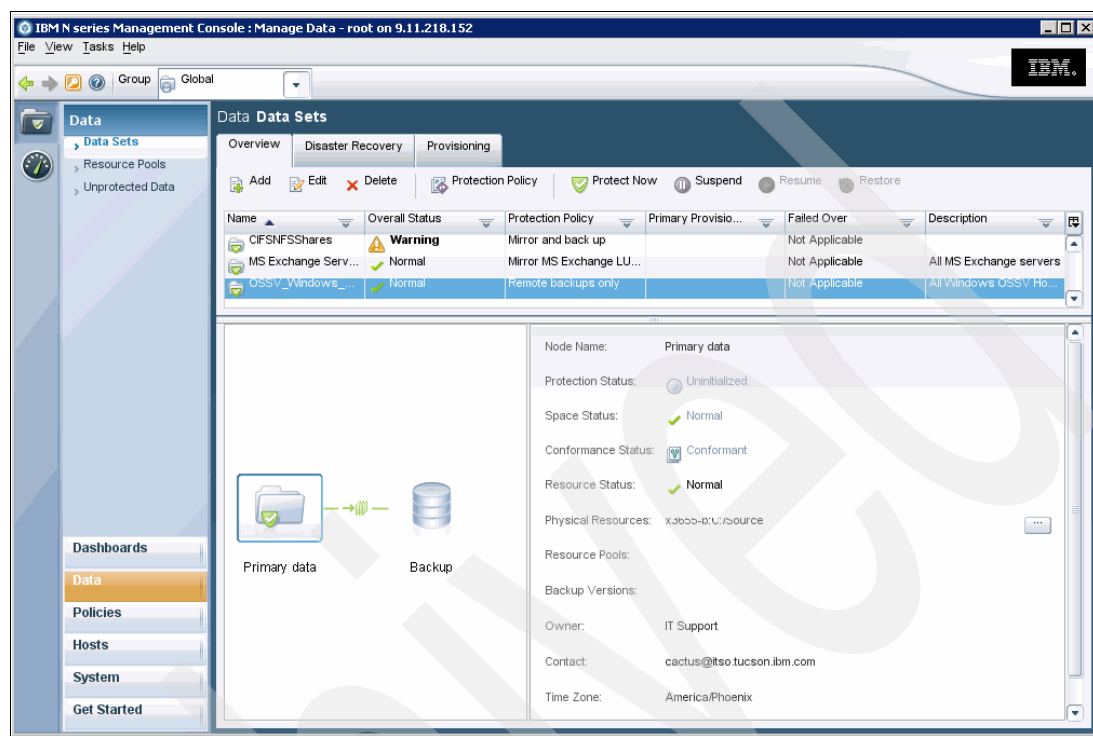 IBM N series Management Console : Manage Data - root on 9.11.218.152
File View Tasks Help
Group Global
IBM.
Data
Data Sets
Resource Pools
Unprotected Data
Dashboards
Data
Policies
Hosts
System
Get Started
Data Data Sets
Overview Disaster Recovery Provisioning
Add Edit Delete Protection Policy Protect Now Suspend Resume Restore
Name Overall Status Protection Policy Primary Provisio... Failed Over Description
CIFSNFSShares Warning Mirror and back up Not Applicable
MS Exchange Serv... Normal Mirror MS Exchange LU... Not Applicable All MS Exchange servers
OSSV_Windows_... Normal Remote backups only Not Applicable All Windows OSSV Ho...
Primary data Backup
Node Name: Primary data
Protection Status: Uninitialized
Space Status: Normal
Conformance Status: Conformant
Resource Status: Normal
Physical Resources: x3655-b:C:/Source
...
Resource Pools:
Backup Versions:
Owner: IT Support
Contact: cactus@itso.tucson.ibm.com
Time Zone: America/Phoenix